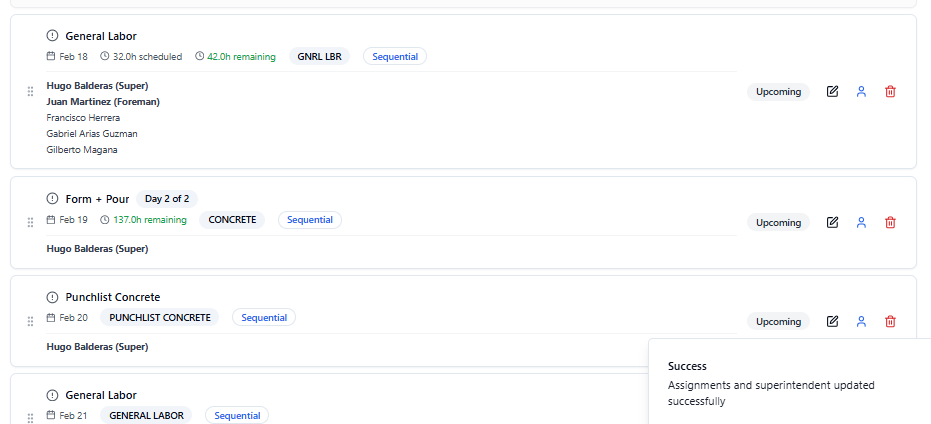 General Labor
Feb 18 32.0h scheduled 42.0h remaining GNRL LBR Sequential
Hugo Balderas (Super)
Juan Martinez (Foreman)
Francisco Herrera
Gabriel Arias Guzman
Gilberto Magana
Upcoming
Form + Pour Day 2 of 2
Feb 19 137.0h remaining CONCRETE Sequential
Hugo Balderas (Super)
Upcoming
Punchlist Concrete
Feb 20 PUNCHLIST CONCRETE Sequential
Hugo Balderas (Super)
Upcoming
General Labor
Feb 21 GENERAL LABOR Sequential
Success
Assignments and superintendent updated
successfully